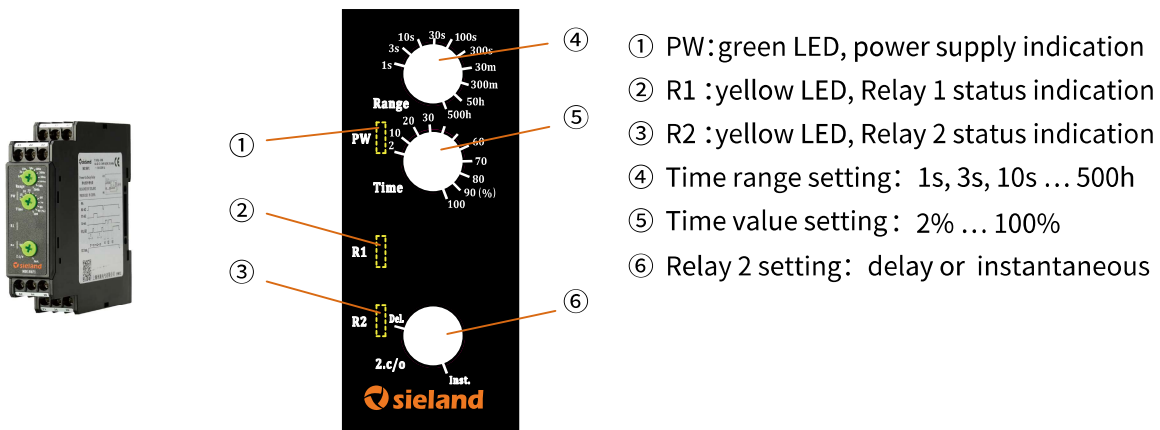 ①
②
③
④
⑤
⑥
1s
3s
10s
30s
100s
300s
30m
300m
50h
500h
Range
PW
2
10
20
30
60
70
80
90 (%)
100
Time
R1
R2
Del.
2.c/o
Inst.
sieland
sieland
① PW:green LED, power supply indication
② R1 :yellow LED, Relay 1 status indication
③ R2 :yellow LED, Relay 2 status indication
④ Time range setting: 1s, 3s, 10s … 500h
⑤ Time value setting: 2% … 100%
⑥ Relay 2 setting: delay or instantaneous